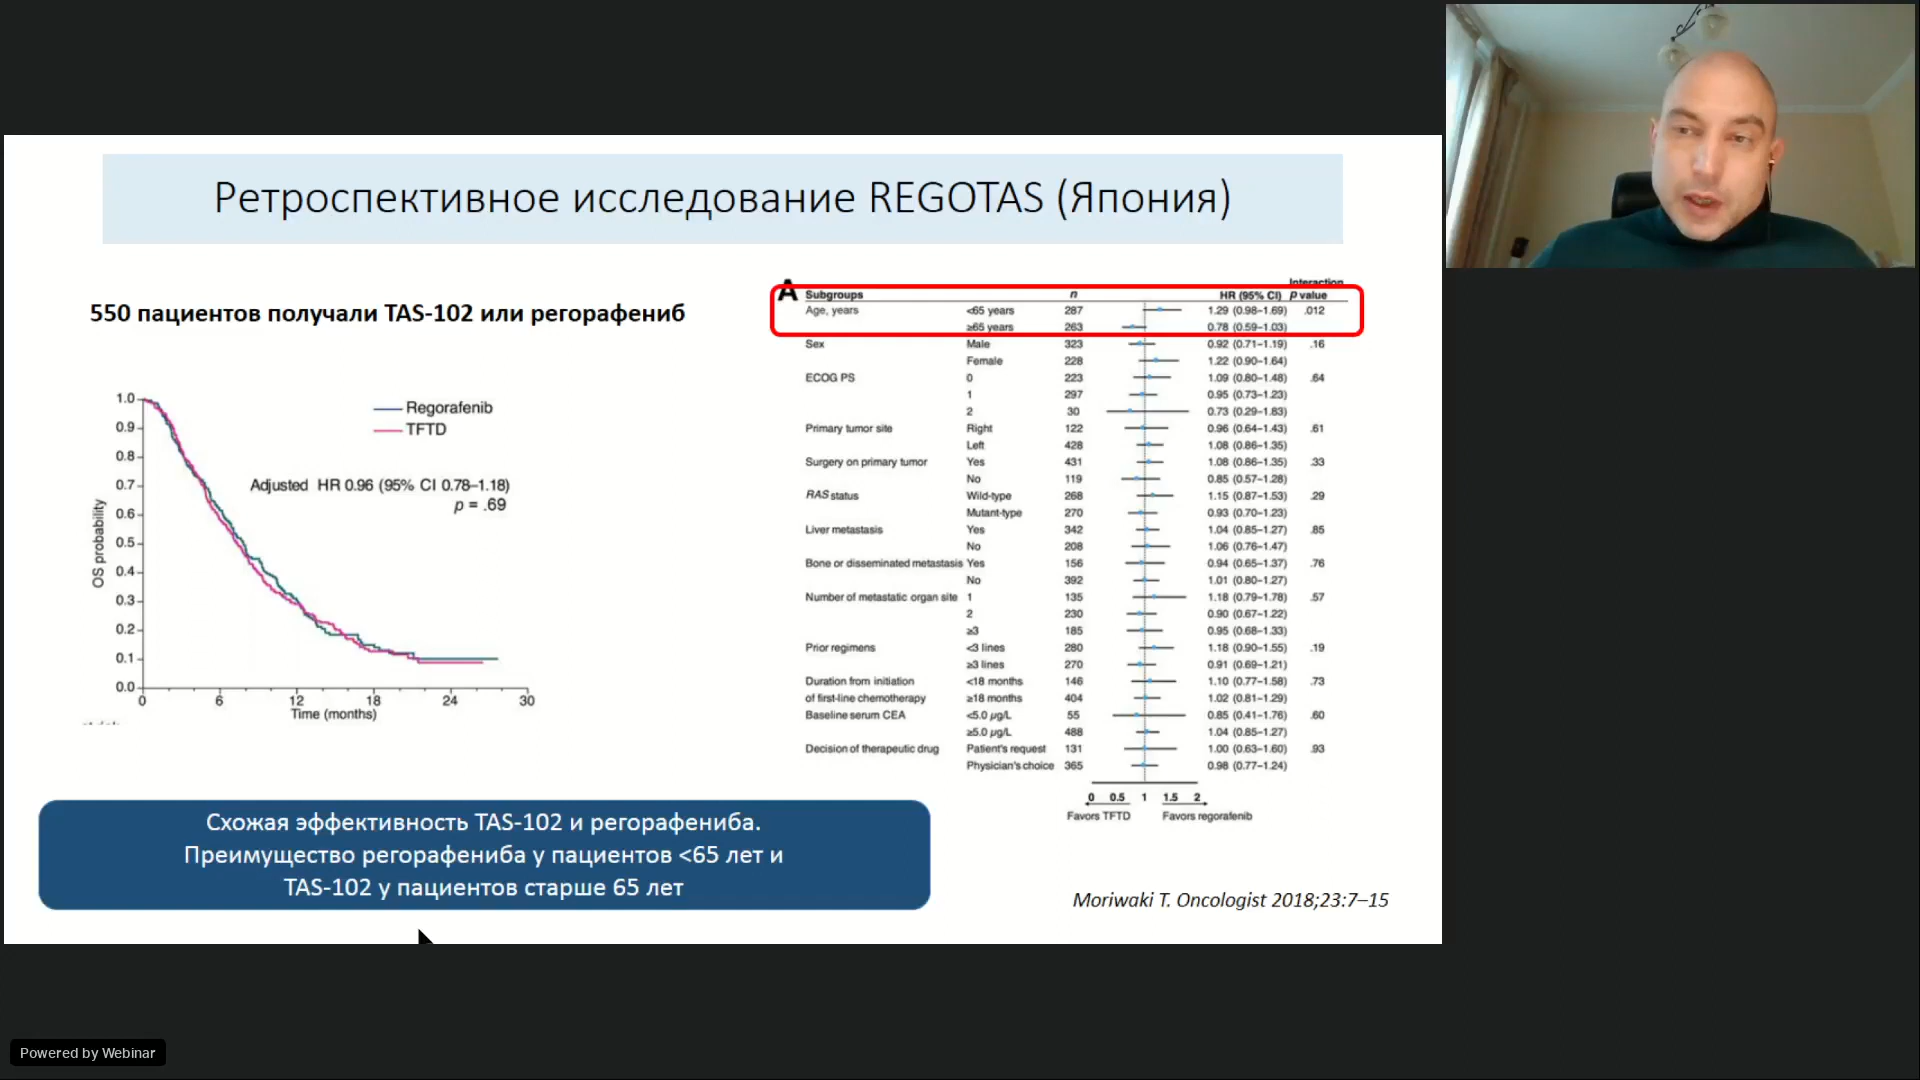 Ретроспективное исследование REGOTAS (Япония)
550 пациентов получали TAS-102 или регорафениб
1.0
0.9
0.8
0.7
0.6
0.5
0.4
0.3
0.2
0.1
0.0
OS probability
Regorafenib
TFTD
Adjusted HR 0.96 (95% CI 0.78–1.18)
p = .69
0 6 12 18 24 30
Time (months)
A
Interaction
Subgroups n HR (95% CI) p value
Age, years <65 years 287 1.29 (0.98–1.69) .012
≥65 years 263 0.78 (0.59–1.03)
Sex Male 323 0.92 (0.71–1.19) .16
Female 228 1.22 (0.90–1.64)
ECOG PS 0 223 1.09 (0.80–1.48) .64
1 297 0.95 (0.73–1.23)
2 30 0.73 (0.29–1.83)
Primary tumor site Right 122 0.96 (0.64–1.43) .61
Left 428 1.08 (0.86–1.35)
Surgery on primary tumor Yes 431 1.08 (0.86–1.35) .33
No 119 0.85 (0.57–1.28)
RAS status Wild-type 268 1.15 (0.87–1.53) .29
Mutant-type 270 0.93 (0.70–1.23)
Liver metastasis Yes 342 1.04 (0.85–1.27) .85
No 208 1.06 (0.76–1.47)
Bone or disseminated metastasis Yes 156 0.94 (0.65–1.37) .76
No 392 1.01 (0.80–1.27)
Number of metastatic organ site 1 135 1.18 (0.79–1.78) .57
2 230 0.90 (0.67–1.22)
≥3 185 0.95 (0.68–1.33)
Prior regimens <3 lines 280 1.18 (0.90–1.55) .19
≥3 lines 270 0.91 (0.69–1.21)
Duration from initiation <18 months 146 1.10 (0.77–1.58) .73
of first-line chemotherapy ≥18 months 404 1.02 (0.81–1.29)
Baseline serum CEA <5.0 µg/L 55 0.85 (0.41–1.76) .60
≥5.0 µg/L 488 1.04 (0.85–1.27)
Decision of therapeutic drug Patient's request 131 1.00 (0.63–1.60) .93
Physician's choice 365 0.98 (0.77–1.24)
0 0.5 1 1.5 2
Favors TFTD Favors regorafenib
Схожая эффективность TAS-102 и регорафениба.
Преимущество регорафениба у пациентов <65 лет и
TAS-102 у пациентов старше 65 лет
Moriwaki T. Oncologist 2018;23:7–15
Powered by Webinar